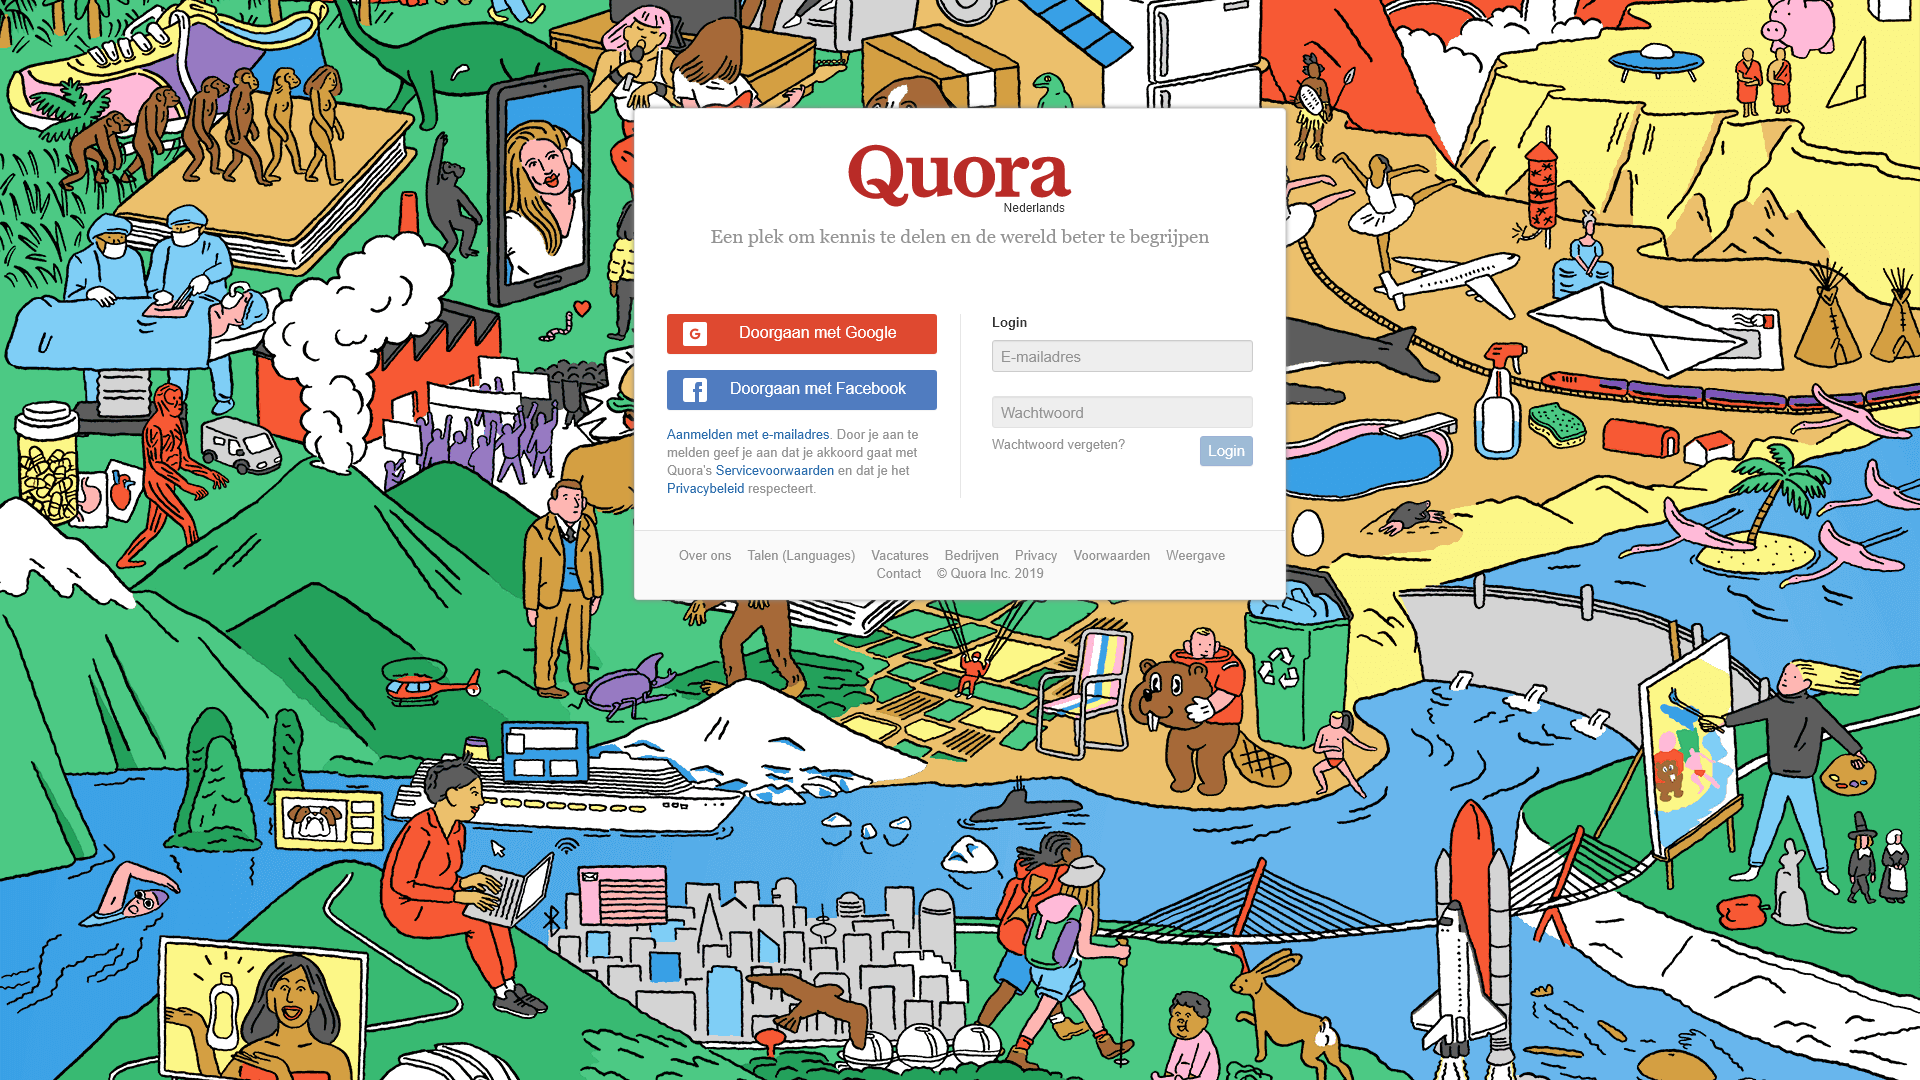 Quora
Nederlands
Een plek om kennis te delen en de wereld beter te begrijpen
Doorgaan met Google
Doorgaan met Facebook
Aanmelden met e-mailadres. Door je aan te
melden geef je aan dat je akkoord gaat met
Quora's Servicevoorwaarden en dat je het
Privacybeleid respecteert.
Login
E-mailadres
Wachtwoord
Wachtwoord vergeten?
Login
Over ons Talen (Languages) Vacatures Bedrijven Privacy Voorwaarden Weergave
Contact © Quora Inc. 2019